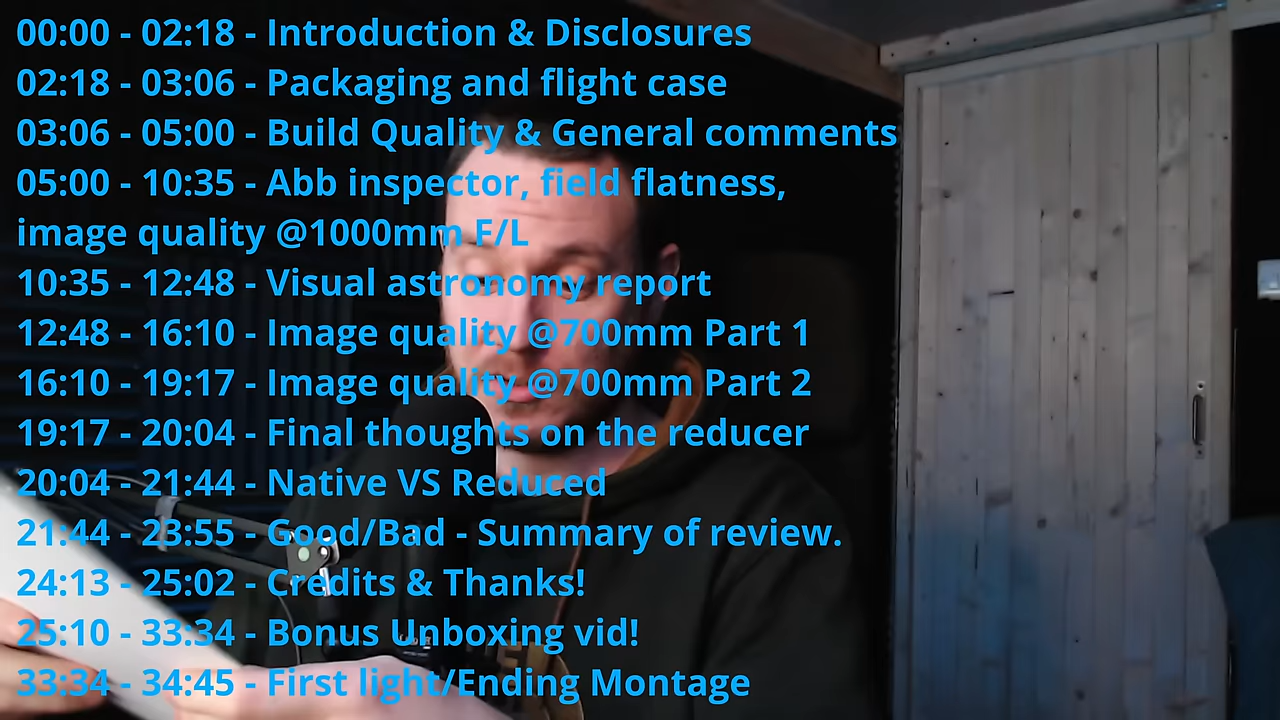 00:00 - 02:18 - Introduction & Disclosures
02:18 - 03:06 - Packaging and flight case
03:06 - 05:00 - Build Quality & General comments
05:00 - 10:35 - Abb inspector, field flatness,
image quality @1000mm F/L
10:35 - 12:48 - Visual astronomy report
12:48 - 16:10 - Image quality @700mm Part 1
16:10 - 19:17 - Image quality @700mm Part 2
19:17 - 20:04 - Final thoughts on the reducer
20:04 - 21:44 - Native VS Reduced
21:44 - 23:55 - Good/Bad - Summary of review.
24:13 - 25:02 - Credits & Thanks!
25:10 - 33:34 - Bonus Unboxing vid!
33:34 - 34:45 - First light/Ending Montage